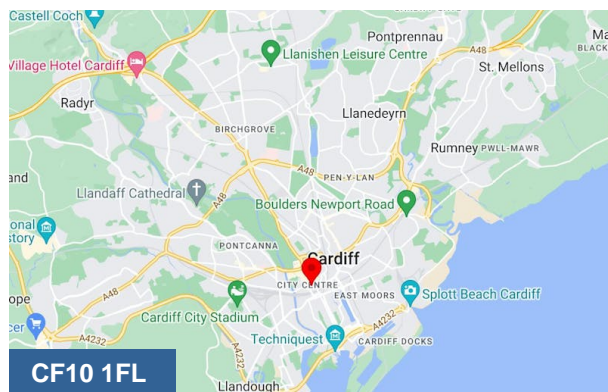 Castell Coch
Pontprennau
A48
Village Hotel Cardiff
Llanishen Leisure Centre
St. Mellons
Radyr
Llanedeyrn
BIRCHGROVE
Rumney
PWLL-MAWR
PEN-Y-LAN
Llandaff Cathedral
Boulders Newport Road
PONTCANNA
Cardiff
A48
CITY CENTRE
EAST MOORS
Splott Beach Cardiff
Cardiff City Stadium
A4232
Techniquest
A4232
CARDIFF DOCKS
A4232
CF10 1FL
Llandough